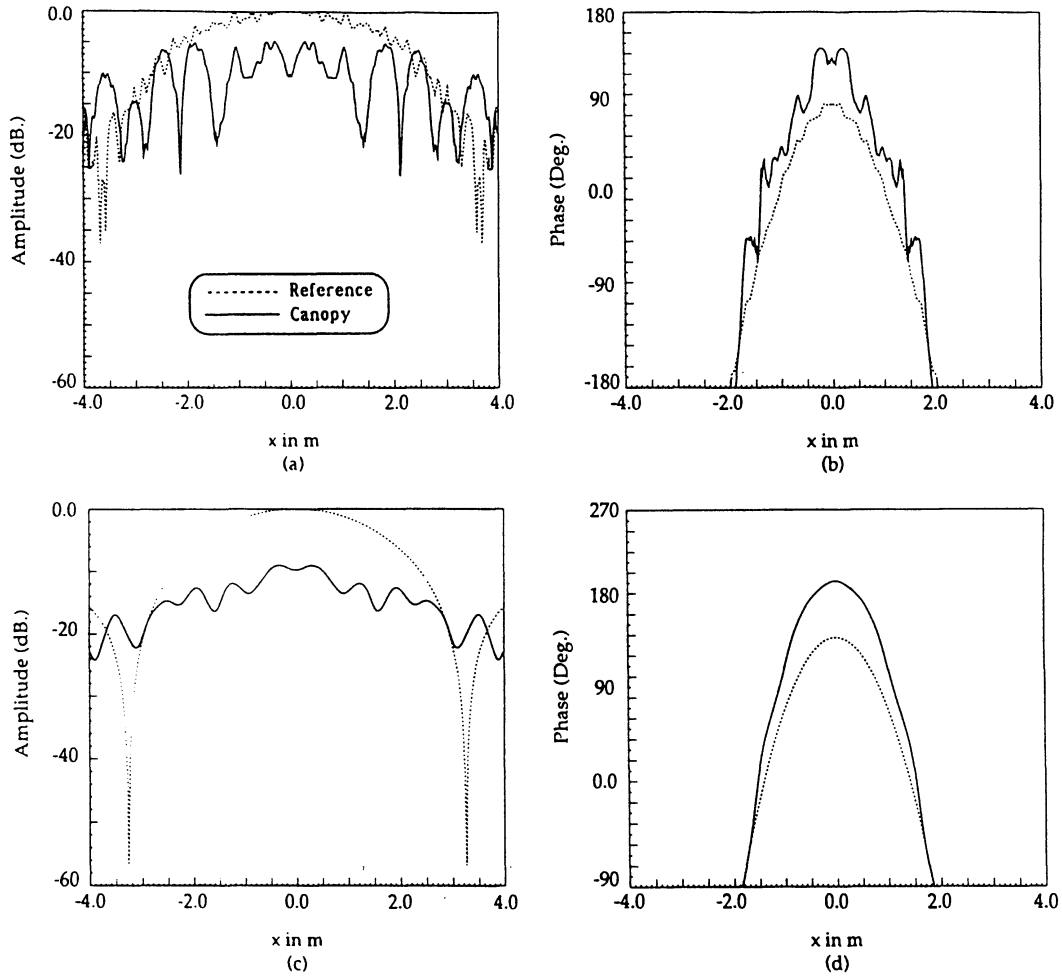 0.0
-20
-40
-60
Amplitude (dB.)
Reference
Canopy
-4.0 -2.0 0.0 2.0 4.0
x in m
(a)
180
90
0.0
-90
-180
Phase (Deg.)
-4.0 -2.0 0.0 2.0 4.0
x in m
(b)
0.0
-20
-40
-60
Amplitude (dB.)
-4.0 -2.0 0.0 2.0 4.0
x in m
(c)
270
180
90
0.0
-90
Phase (Deg.)
-4.0 -2.0 0.0 2.0 4.0
x in m
(d)